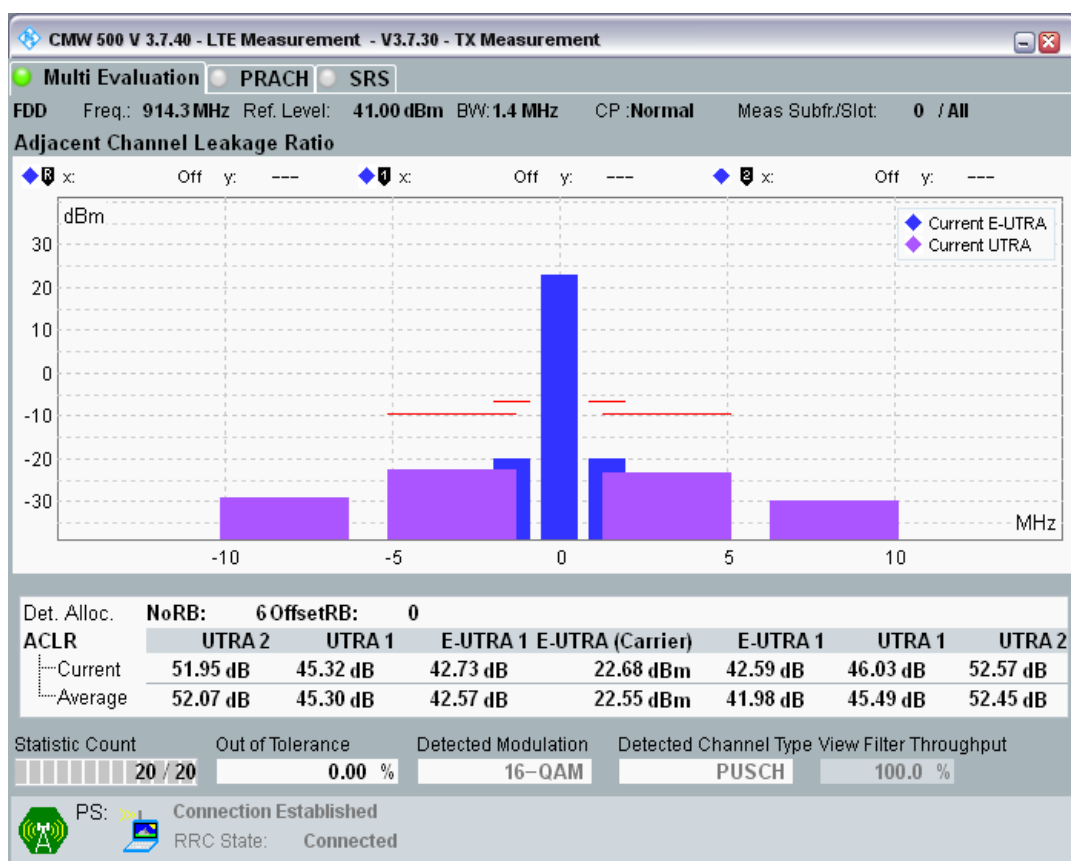 CMW 500 V 3.7.40 - LTE Measurement - V3.7.30 - TX Measurement
Multi Evaluation PRACH SRS
FDD Freq.: 914.3 MHz Ref. Level: 41.00 dBm BW: 1.4 MHz CP :Normal Meas Subfr./Slot: 0 / All
Adjacent Channel Leakage Ratio
R x: Off y: --- 1 x: Off y: --- 2 x: Off y: ---
dBm
Current E-UTRA
Current UTRA
30
20
10
0
-10
-20
-30
MHz
-10 -5 0 5 10
Det. Alloc. NoRB: 6 OffsetRB: 0
ACLR UTRA 2 UTRA 1 E-UTRA 1 E-UTRA (Carrier) E-UTRA 1 UTRA 1 UTRA 2
Current 51.95 dB 45.32 dB 42.73 dB 22.68 dBm 42.59 dB 46.03 dB 52.57 dB
Average 52.07 dB 45.30 dB 42.57 dB 22.55 dBm 41.98 dB 45.49 dB 52.45 dB
Statistic Count Out of Tolerance Detected Modulation Detected Channel Type View Filter Throughput
20 / 20 0.00 % 16-QAM PUSCH 100.0 %
PS: Connection Established
RRC State: Connected